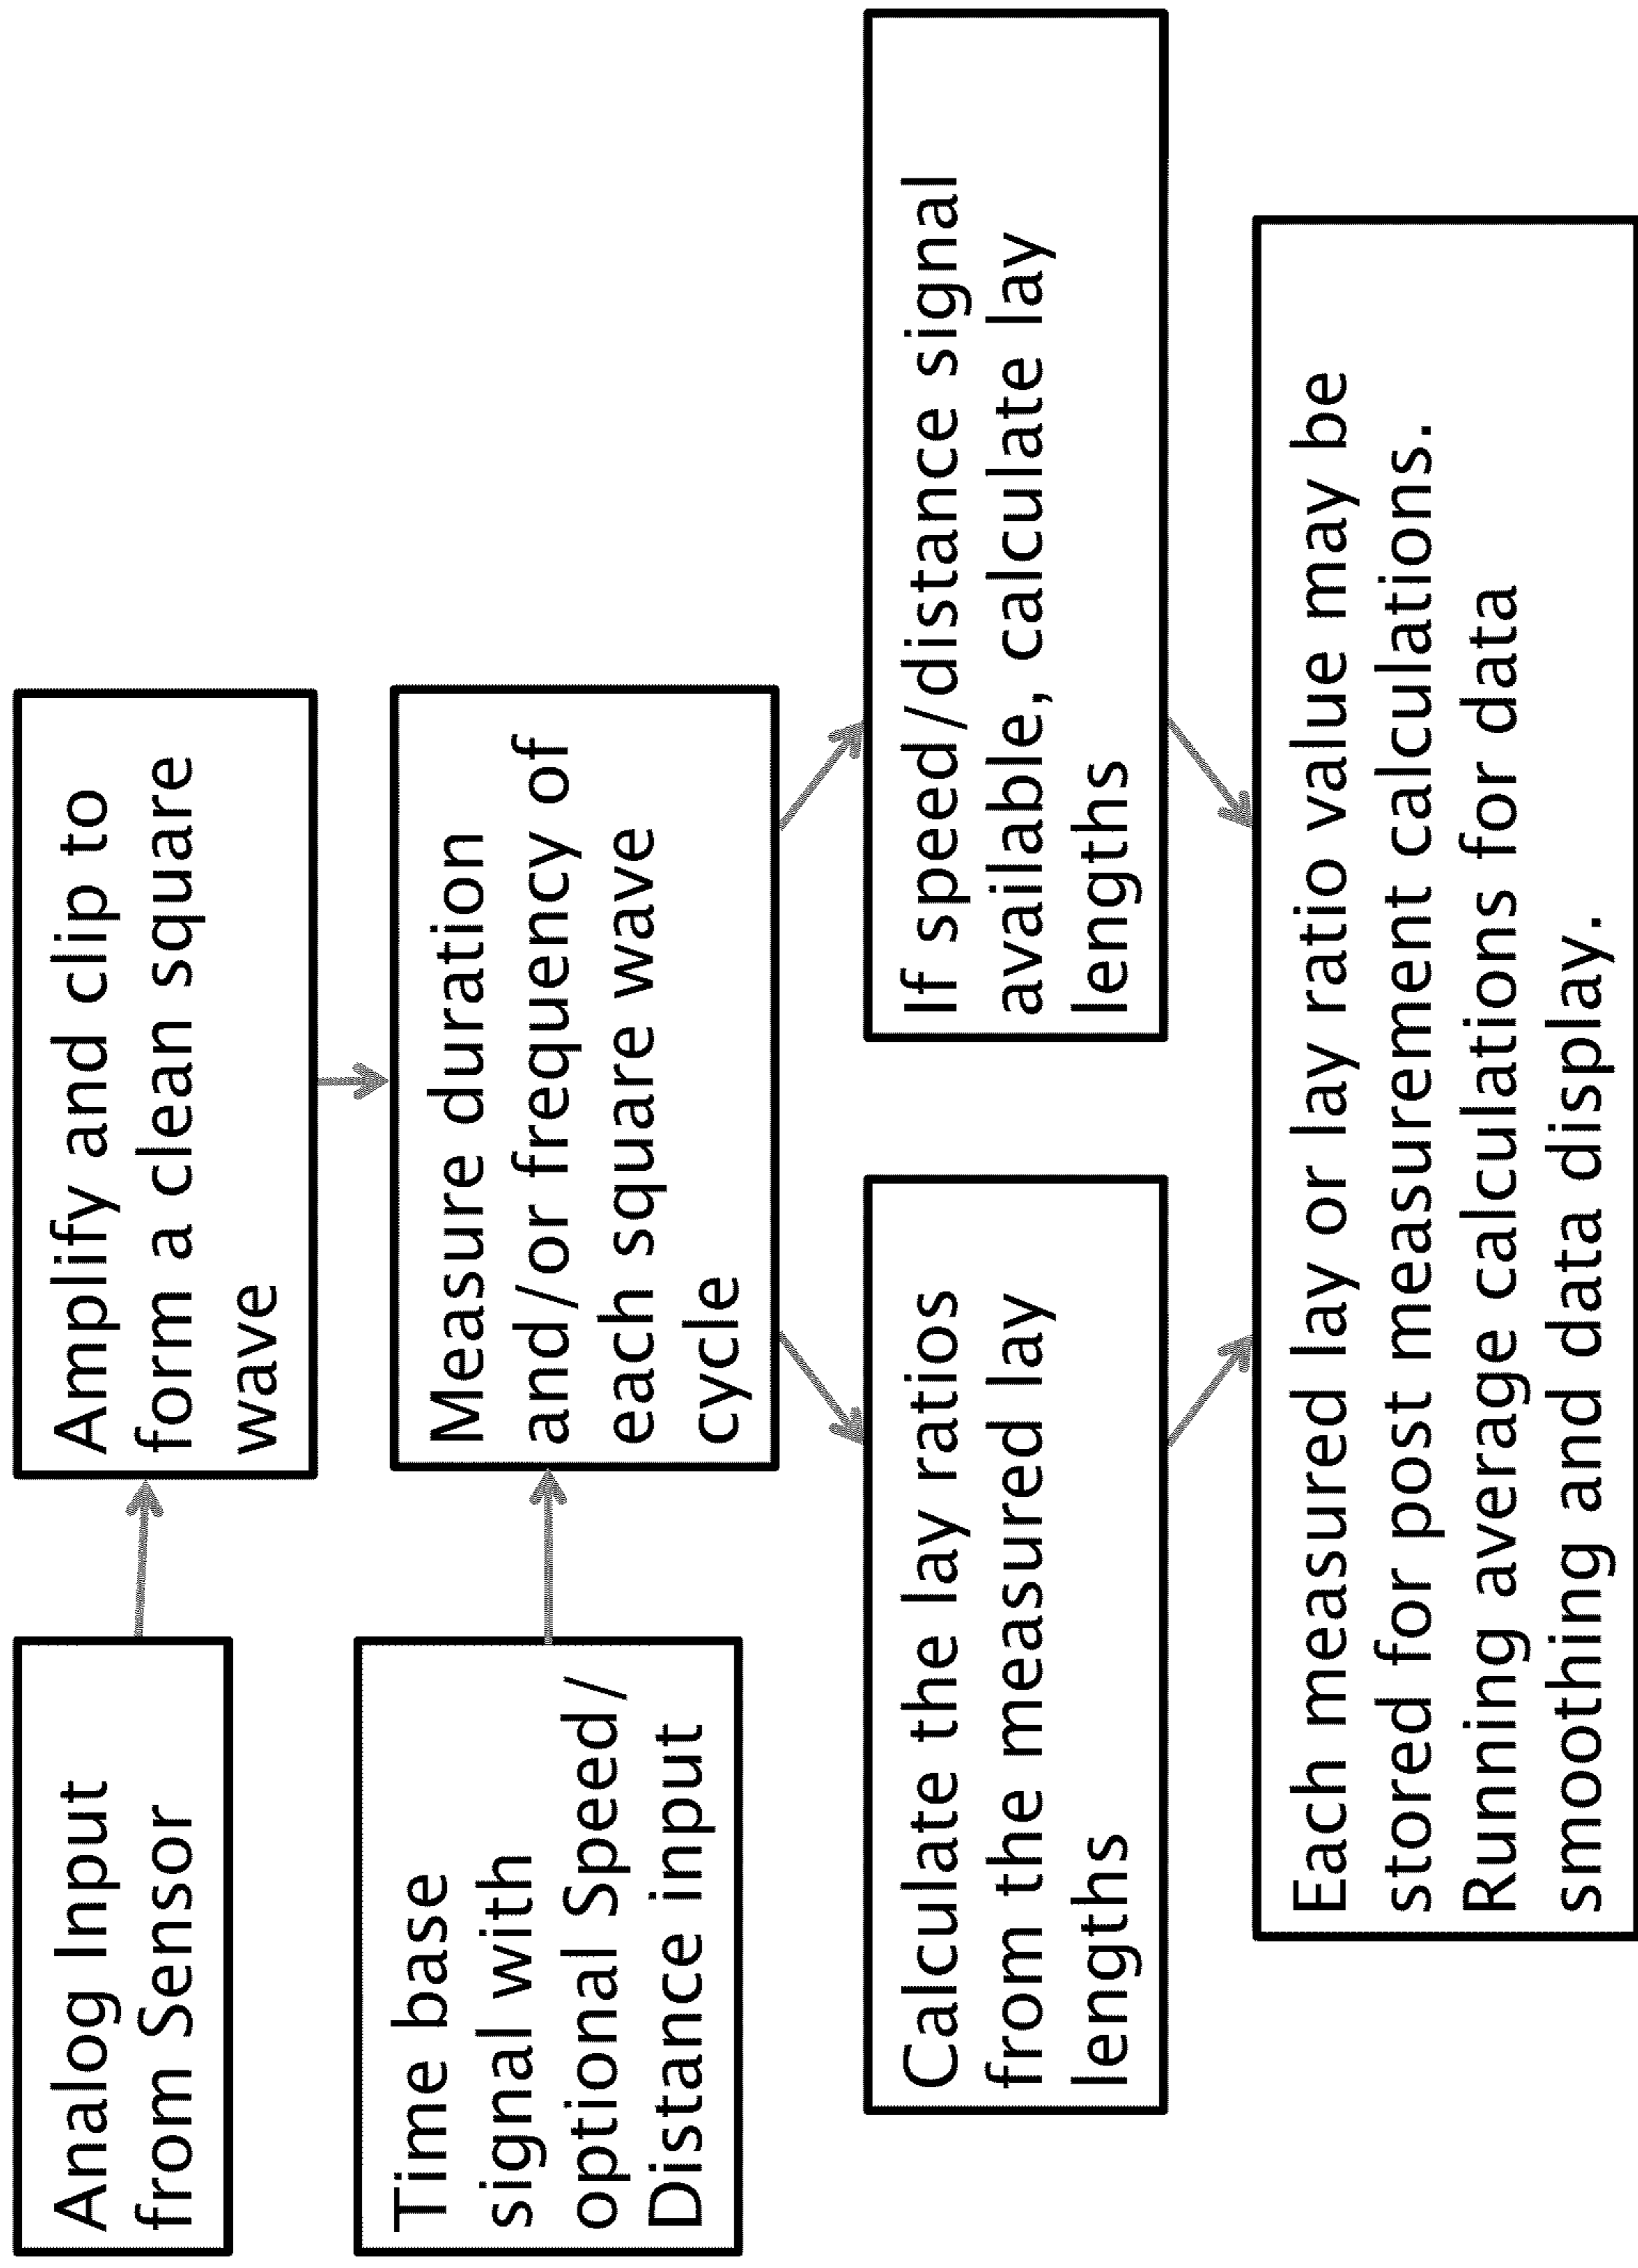 Analog Input
from Sensor
Amplify and clip to
form a clean square
wave
Time base
signal with
optional Speed/
Distance input
Measure duration
and/or frequency of
each square wave
cycle
Calculate the lay ratios
from the measured lay
lengths
If speed/distance signal
available, calculate lay
lengths
Each measured lay or lay ratio value may be
stored for post measurement calculations.
Running average calculations for data
smoothing and data display.